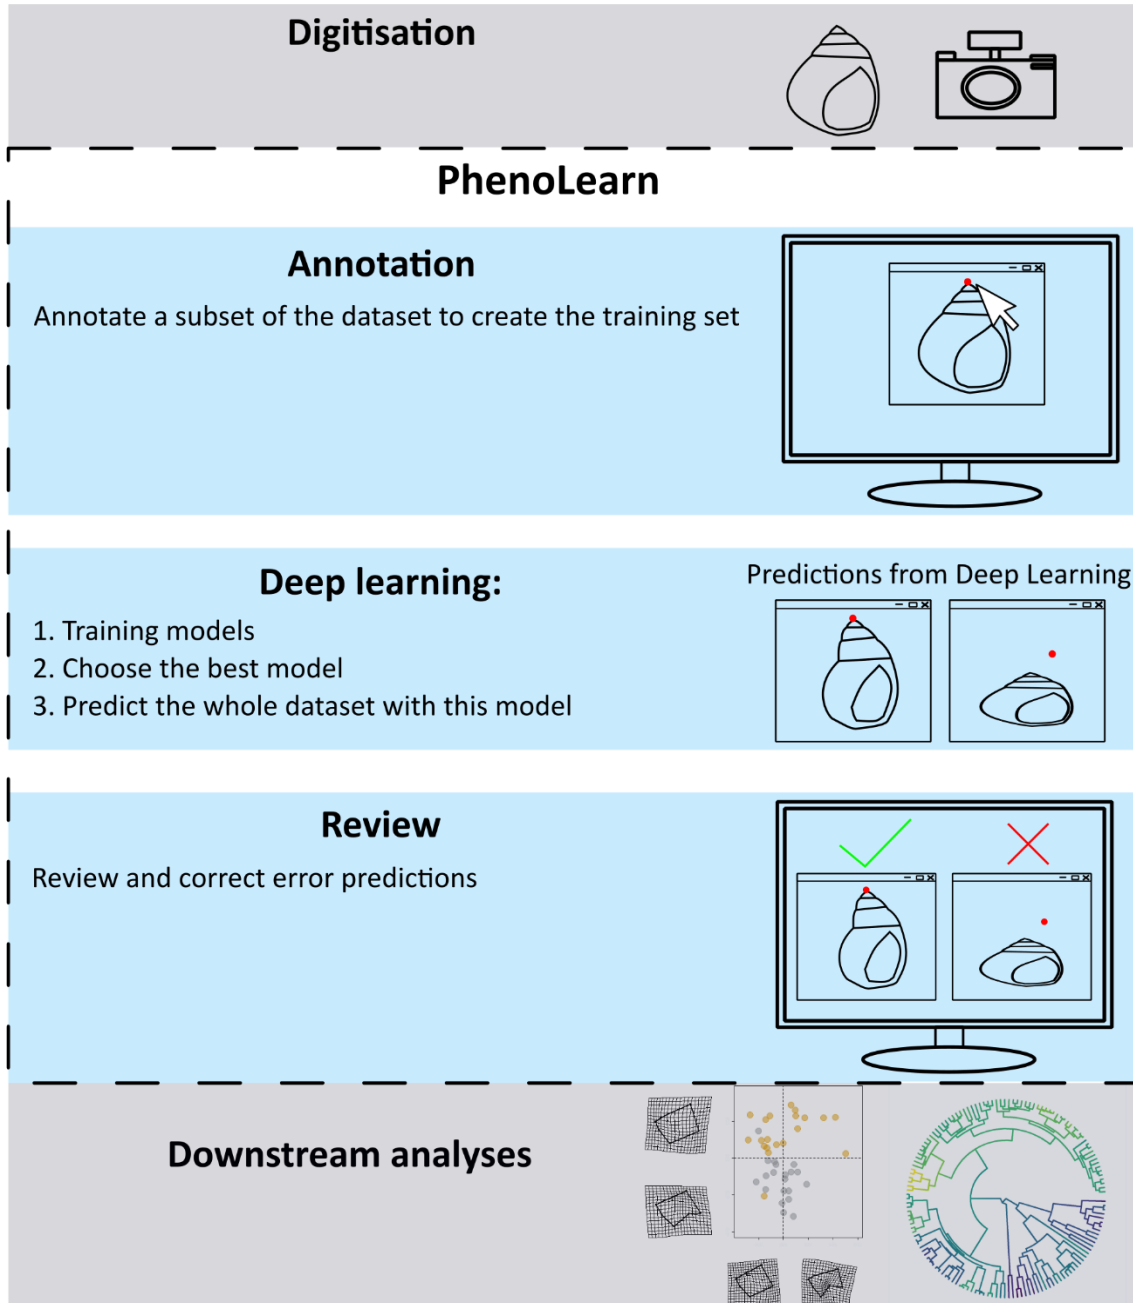 Digitisation
PhenoLearn
Annotation
Annotate a subset of the dataset to create the training set
Deep learning:
Predictions from Deep Learning
1. Training models
2. Choose the best model
3. Predict the whole dataset with this model
Review
Review and correct error predictions
Downstream analyses